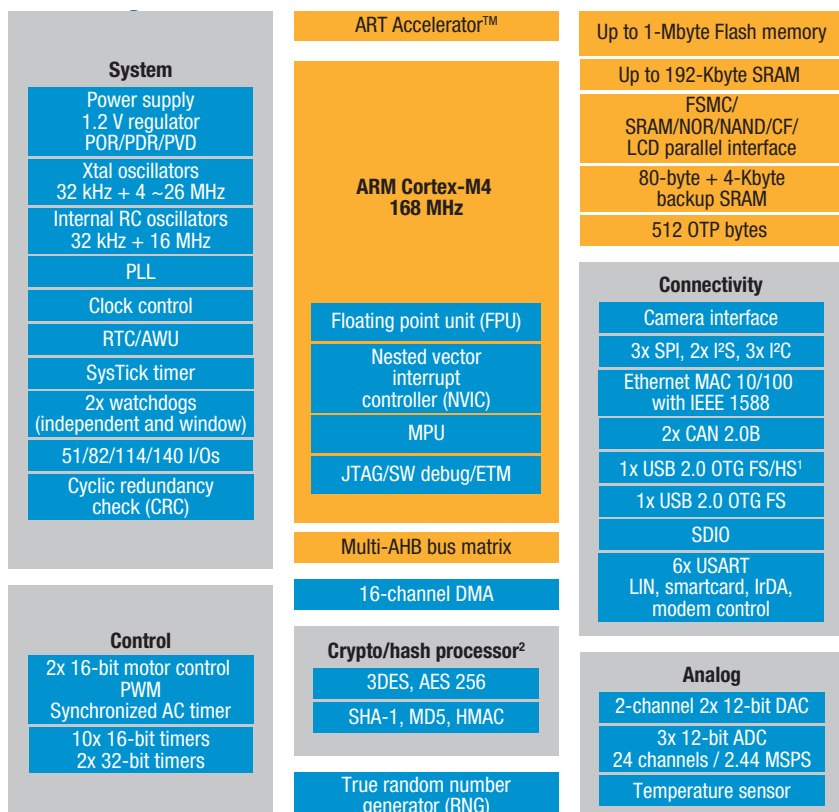 System
Power supply
1.2 V regulator
POR/PDR/PVD
Xtal oscillators
32 kHz + 4 ~26 MHz
Internal RC oscillators
32 kHz + 16 MHz
PLL
Clock control
RTC/AWU
SysTick timer
2x watchdogs
(independent and window)
51/82/114/140 I/Os
Cyclic redundancy
check (CRC)
Control
2x 16-bit motor control
PWM
Synchronized AC timer
10x 16-bit timers
2x 32-bit timers
ART Accelerator™
ARM Cortex-M4
168 MHz
Floating point unit (FPU)
Nested vector
interrupt
controller (NVIC)
MPU
JTAG/SW debug/ETM
Multi-AHB bus matrix
16-channel DMA
Crypto/hash processor²
3DES, AES 256
SHA-1, MD5, HMAC
True random number
generator (RNG)
Up to 1-Mbyte Flash memory
Up to 192-Kbyte SRAM
FSMC/
SRAM/NOR/NAND/CF/
LCD parallel interface
80-byte + 4-Kbyte
backup SRAM
512 OTP bytes
Connectivity
Camera interface
3x SPI, 2x I²S, 3x I²C
Ethernet MAC 10/100
with IEEE 1588
2x CAN 2.0B
1x USB 2.0 OTG FS/HS¹
1x USB 2.0 OTG FS
SDIO
6x USART
LIN, smartcard, IrDA,
modem control
Analog
2-channel 2x 12-bit DAC
3x 12-bit ADC
24 channels / 2.44 MSPS
Temperature sensor